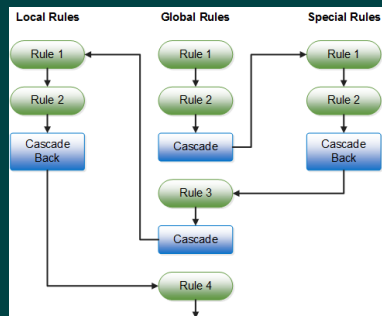 Local Rules Global Rules Special Rules
Rule 1 Rule 1 Rule 1
Rule 2 Rule 2 Rule 2
Cascade
Back
Cascade
Cascade
Back
Rule 3
Cascade
Rule 4